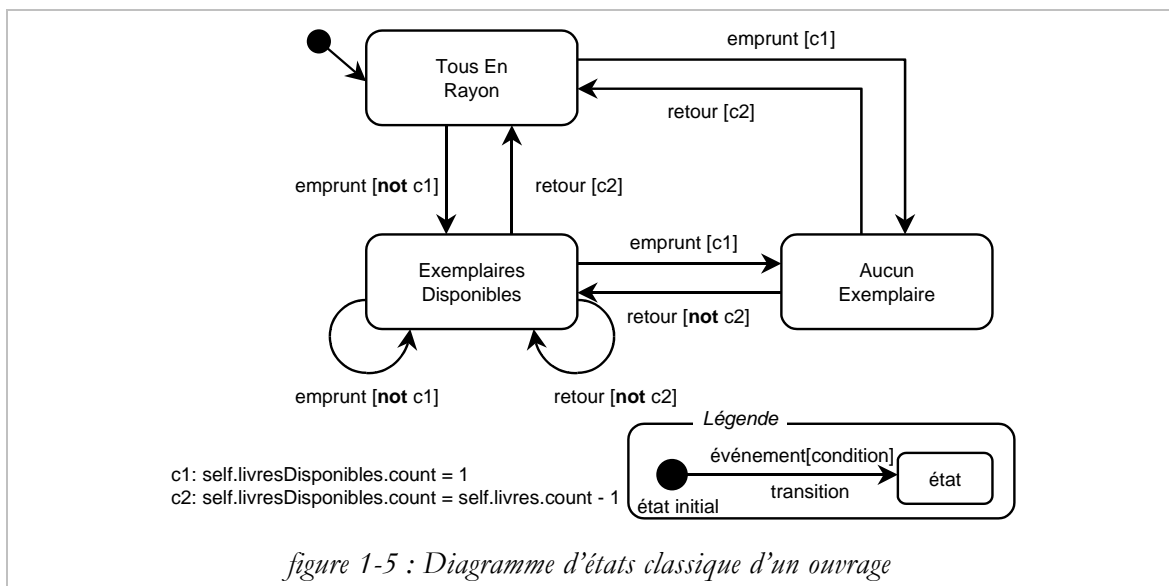 emprunt [c1]
Tous En
Rayon
retour [c2]
emprunt [not c1]
retour [c2]
emprunt [c1]
Exemplaires
Disponibles
Aucun
Exemplaire
retour [not c2]
emprunt [not c1]
retour [not c2]
Légende
événement[condition]
transition
état
état initial
c1: self.livresDisponibles.count = 1
c2: self.livresDisponibles.count = self.livres.count - 1
figure 1-5 : Diagramme d'états classique d'un ouvrage